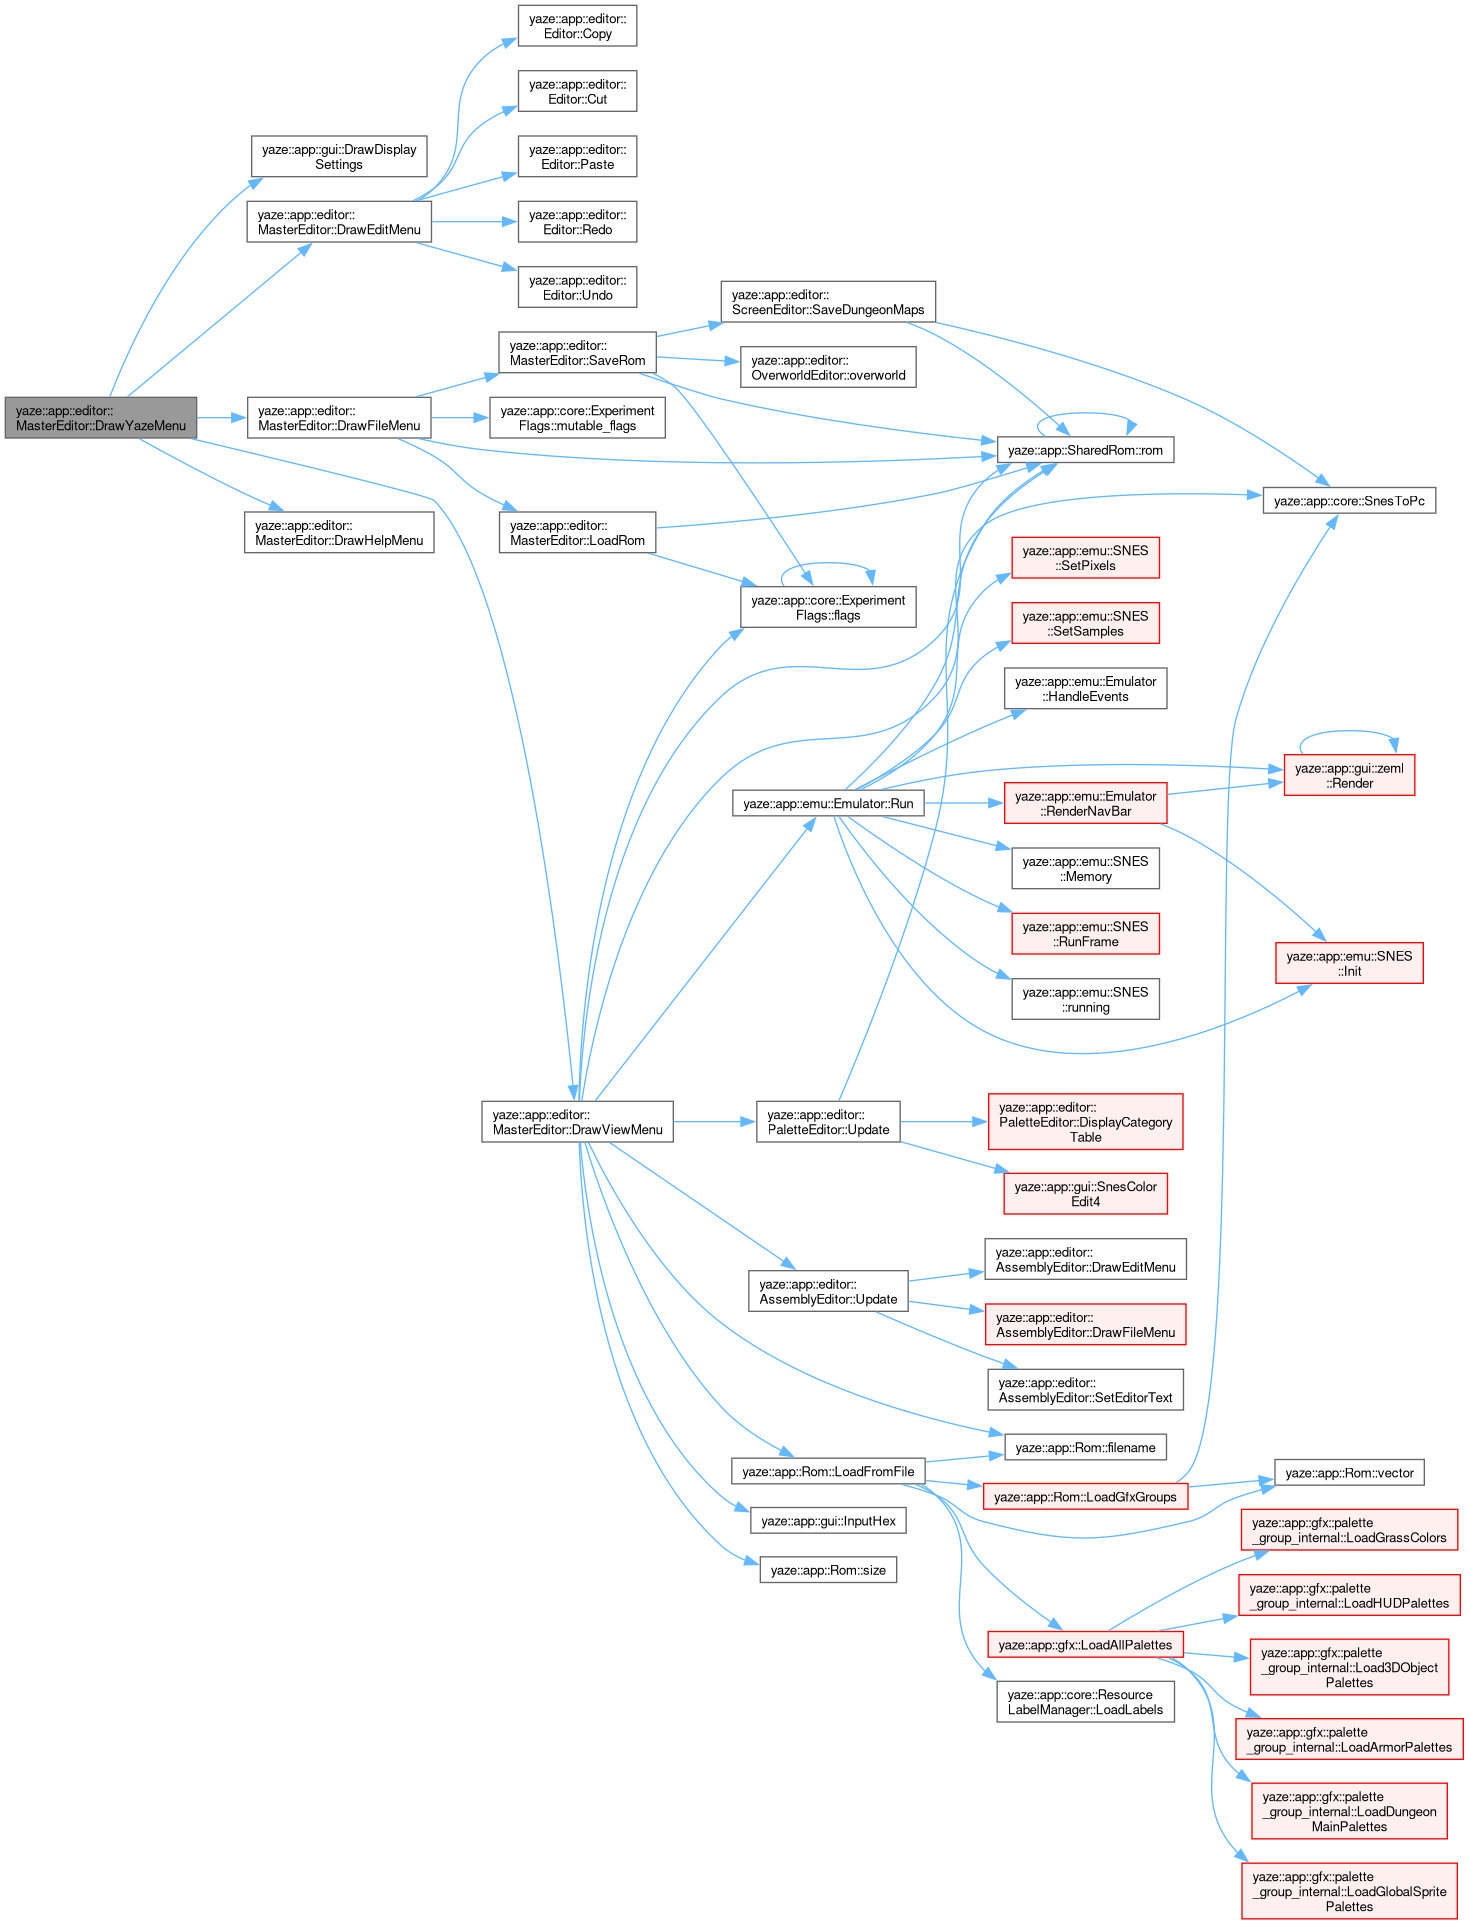 yaze::app::editor::
MasterEditor::DrawYazeMenu
yaze::app::gui::DrawDisplay
Settings
yaze::app::editor::
MasterEditor::DrawEditMenu
yaze::app::editor::
MasterEditor::DrawFileMenu
yaze::app::editor::
MasterEditor::DrawHelpMenu
yaze::app::editor::
Editor::Copy
yaze::app::editor::
Editor::Cut
yaze::app::editor::
Editor::Paste
yaze::app::editor::
Editor::Redo
yaze::app::editor::
Editor::Undo
yaze::app::editor::
MasterEditor::SaveRom
yaze::app::core::Experiment
Flags::mutable_flags
yaze::app::editor::
MasterEditor::LoadRom
yaze::app::editor::
MasterEditor::DrawViewMenu
yaze::app::editor::
ScreenEditor::SaveDungeonMaps
yaze::app::editor::
OverworldEditor::overworld
yaze::app::core::Experiment
Flags::flags
yaze::app::emu::Emulator::Run
yaze::app::editor::
PaletteEditor::Update
yaze::app::editor::
AssemblyEditor::Update
yaze::app::Rom::LoadFromFile
yaze::app::gui::InputHex
yaze::app::Rom::size
yaze::app::SharedRom::rom
yaze::app::emu::SNES
::SetPixels
yaze::app::emu::SNES
::SetSamples
yaze::app::emu::Emulator
::HandleEvents
yaze::app::emu::Emulator
::RenderNavBar
yaze::app::emu::SNES
::Memory
yaze::app::emu::SNES
::RunFrame
yaze::app::emu::SNES
::running
yaze::app::editor::
PaletteEditor::DisplayCategory
Table
yaze::app::gui::SnesColor
Edit4
yaze::app::editor::
AssemblyEditor::DrawEditMenu
yaze::app::editor::
AssemblyEditor::DrawFileMenu
yaze::app::editor::
AssemblyEditor::SetEditorText
yaze::app::Rom::filename
yaze::app::Rom::LoadGfxGroups
yaze::app::gfx::LoadAllPalettes
yaze::app::core::Resource
LabelManager::LoadLabels
yaze::app::core::SnesToPc
yaze::app::gui::zeml
::Render
yaze::app::emu::SNES
::Init
yaze::app::Rom::vector
yaze::app::gfx::palette
_group_internal::LoadGrassColors
yaze::app::gfx::palette
_group_internal::LoadHUDPalettes
yaze::app::gfx::palette
_group_internal::Load3DObject
Palettes
yaze::app::gfx::palette
_group_internal::LoadArmorPalettes
yaze::app::gfx::palette
_group_internal::LoadDungeon
MainPalettes
yaze::app::gfx::palette
_group_internal::LoadGlobalSprite
Palettes